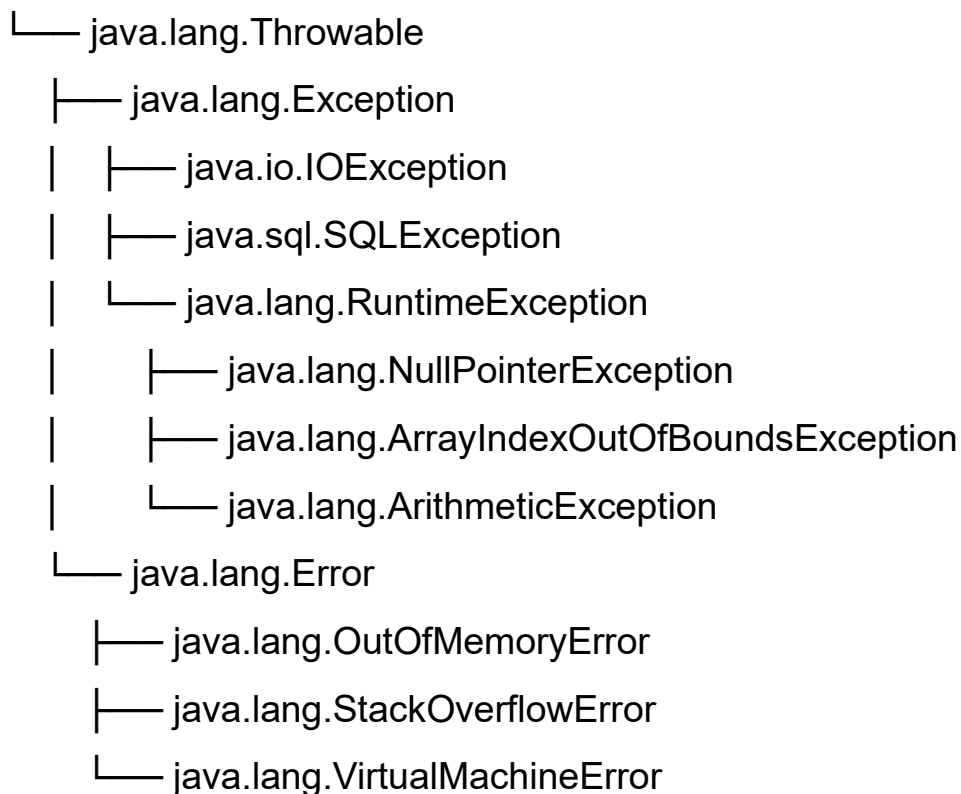 └── java.lang.Throwable
├── java.lang.Exception
│ ├── java.io.IOException
│ ├── java.sql.SQLException
│ └── java.lang.RuntimeException
│ ├── java.lang.NullPointerException
│ ├── java.lang.ArrayIndexOutOfBoundsException
│ └── java.lang.ArithmeticException
└── java.lang.Error
├── java.lang.OutOfMemoryError
├── java.lang.StackOverflowError
└── java.lang.VirtualMachineError